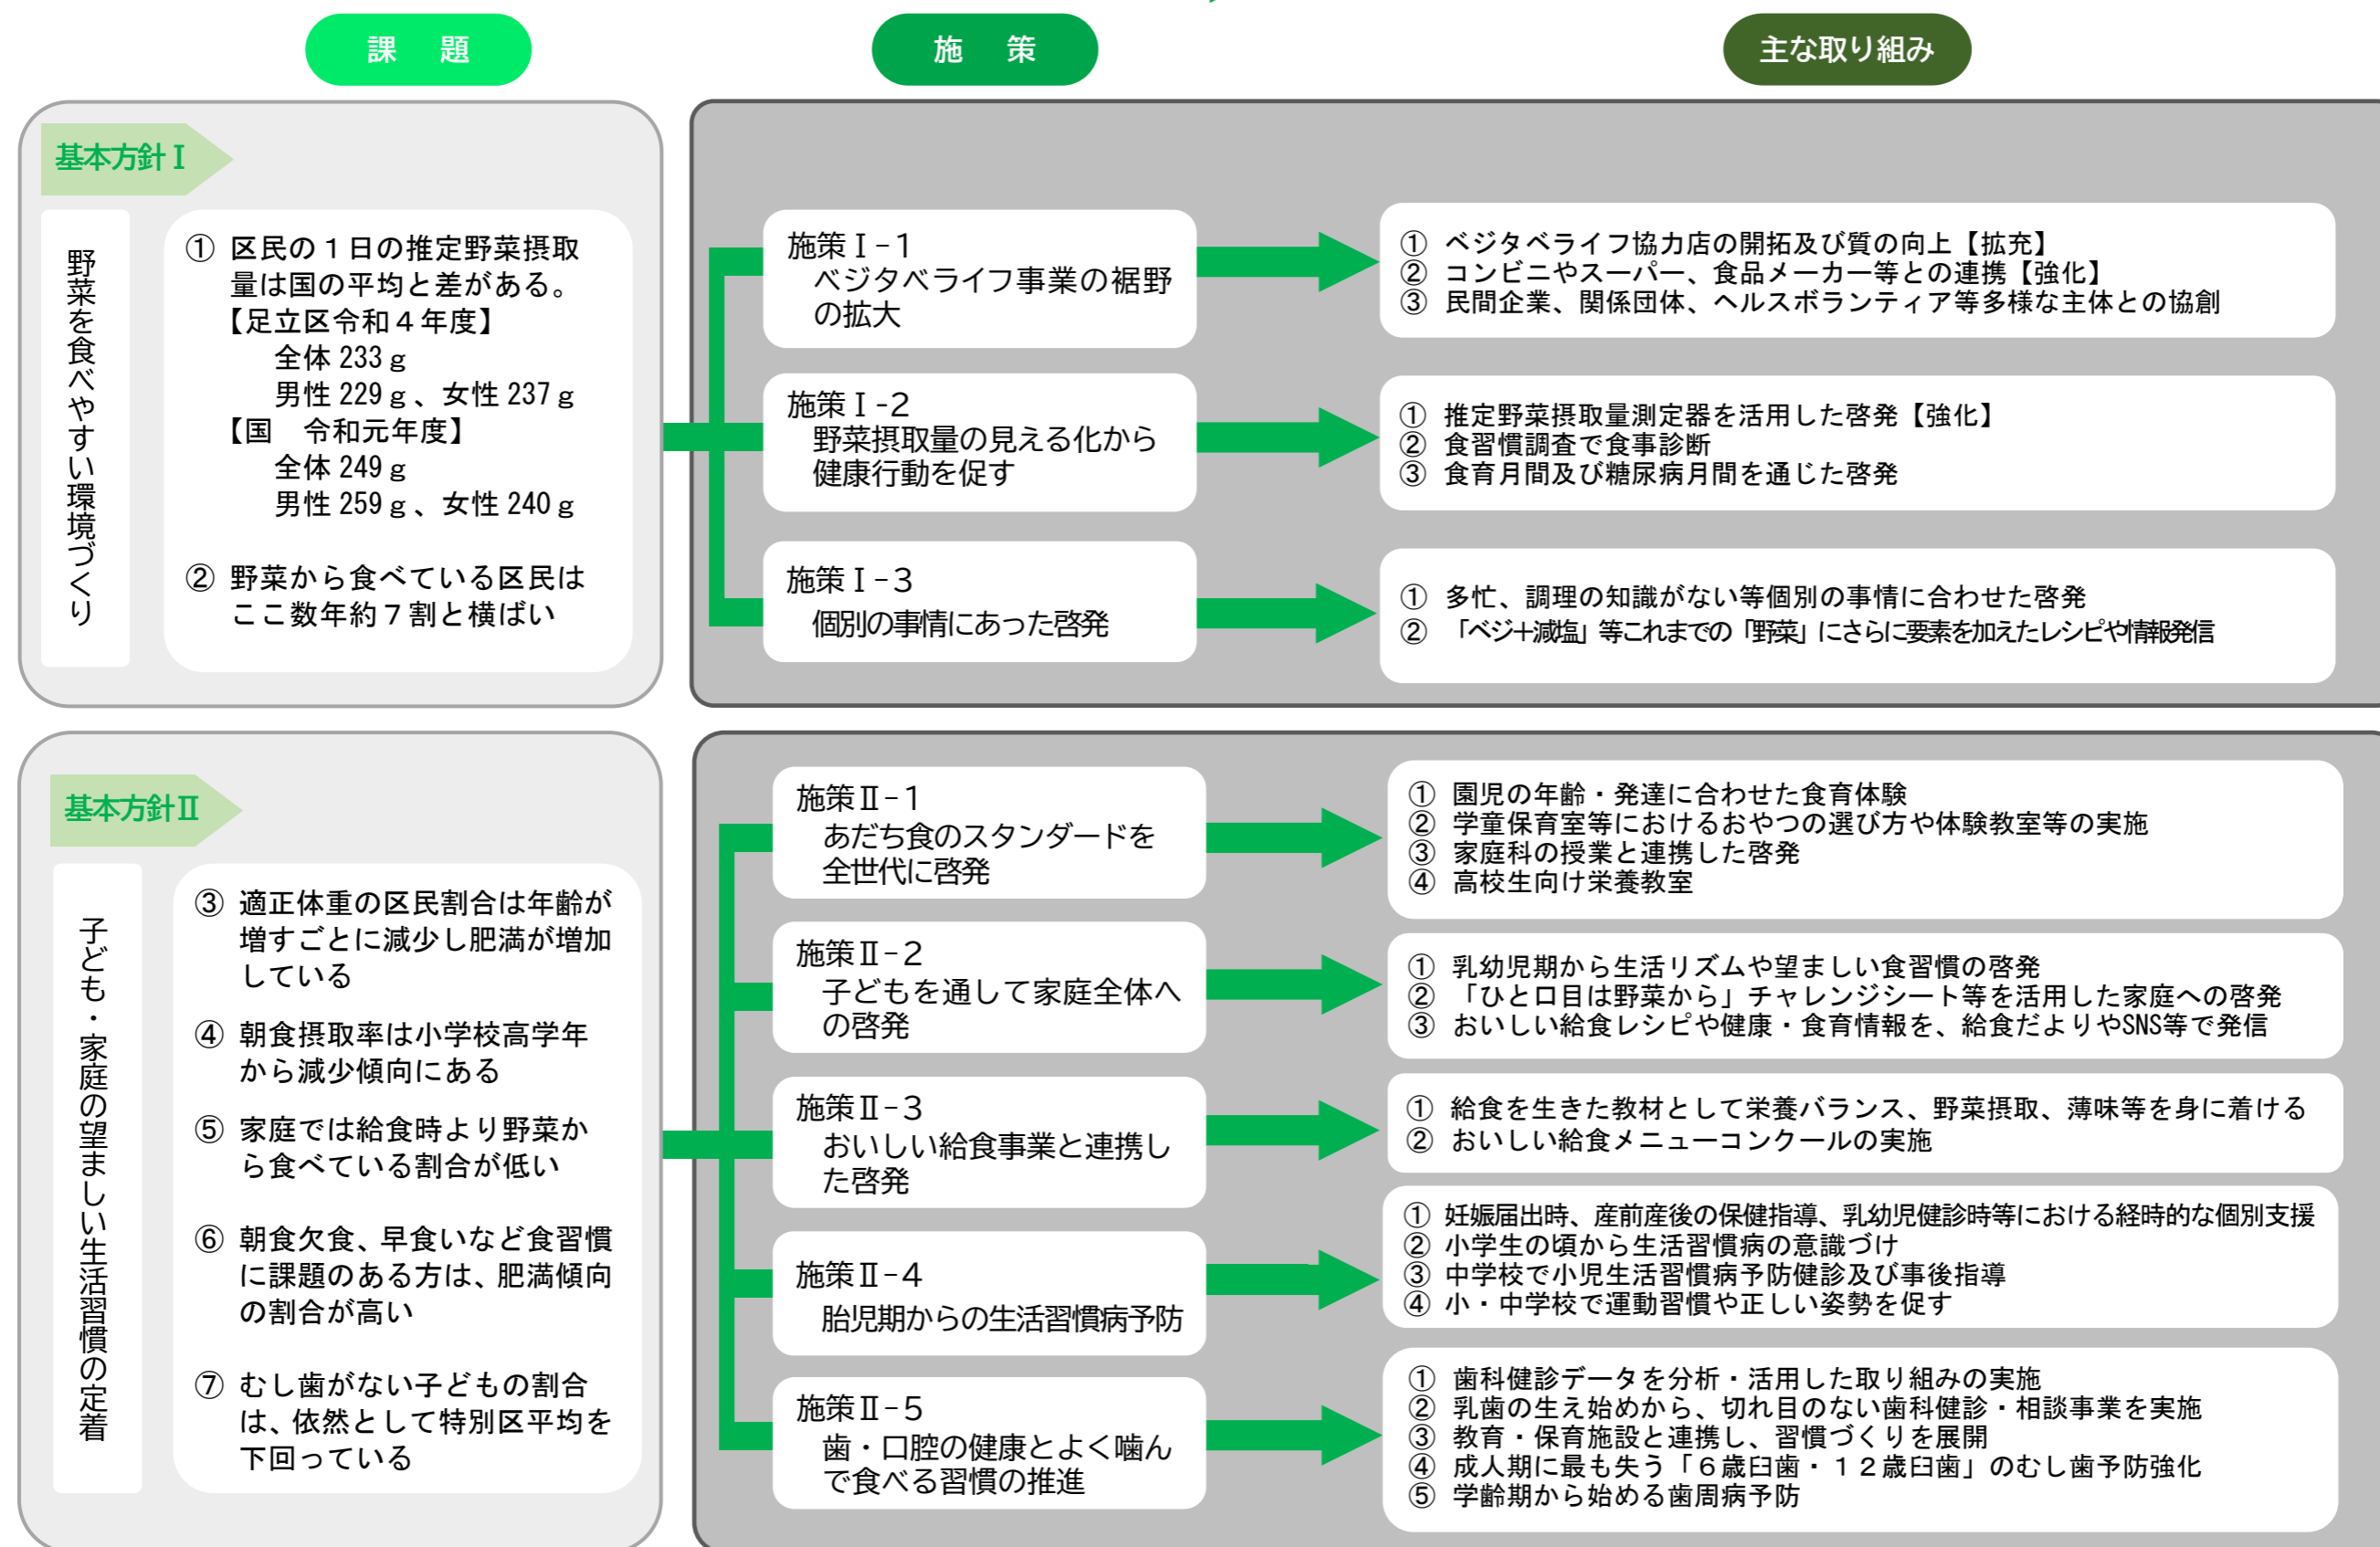 課　題
施　策
主な取り組み
基本方針Ⅰ
野菜を食べやすい環境づくり
① 区民の１日の推定野菜摂取
量は国の平均と差がある。
【足立区令和４年度】
全体 233ｇ
男性 229ｇ、女性 237ｇ
【国　令和元年度】
全体 249ｇ
男性 259ｇ、女性 240ｇ
② 野菜から食べている区民は
ここ数年約７割と横ばい
施策Ⅰ-1
ベジタベライフ事業の裾野
の拡大
① ベジタベライフ協力店の開拓及び質の向上【拡充】
② コンビニやスーパー、食品メーカー等との連携【強化】
③ 民間企業、関係団体、ヘルスボランティア等多様な主体との協創
施策Ⅰ-2
野菜摂取量の見える化から
健康行動を促す
① 推定野菜摂取量測定器を活用した啓発【強化】
② 食習慣調査で食事診断
③ 食育月間及び糖尿病月間を通じた啓発
施策Ⅰ-3
個別の事情にあった啓発
① 多忙、調理の知識がない等個別の事情に合わせた啓発
② 「ベジ＋減塩」等これまでの「野菜」にさらに要素を加えたレシピや情報発信
基本方針Ⅱ
子ども・家庭の望ましい生活習慣の定着
③ 適正体重の区民割合は年齢が
増すごとに減少し肥満が増加
している
④ 朝食摂取率は小学校高学年
から減少傾向にある
⑤ 家庭では給食時より野菜か
ら食べている割合が低い
⑥ 朝食欠食、早食いなど食習慣
に課題のある方は、肥満傾向
の割合が高い
⑦ むし歯がない子どもの割合
は、依然として特別区平均を
下回っている
施策Ⅱ-1
あだち食のスタンダードを
全世代に啓発
① 園児の年齢・発達に合わせた食育体験
② 学童保育室等におけるおやつの選び方や体験教室等の実施
③ 家庭科の授業と連携した啓発
④ 高校生向け栄養教室
施策Ⅱ-2
子どもを通して家庭全体へ
の啓発
① 乳幼児期から生活リズムや望ましい食習慣の啓発
② 「ひと口目は野菜から」チャレンジシート等を活用した家庭への啓発
③ おいしい給食レシピや健康・食育情報を、給食だよりやSNS等で発信
施策Ⅱ-3
おいしい給食事業と連携し
た啓発
① 給食を生きた教材として栄養バランス、野菜摂取、薄味等を身に着ける
② おいしい給食メニューコンクールの実施
施策Ⅱ-4
胎児期からの生活習慣病予防
① 妊娠届出時、産前産後の保健指導、乳幼児健診時等における経時的な個別支援
② 小学生の頃から生活習慣病の意識づけ
③ 中学校で小児生活習慣病予防健診及び事後指導
④ 小・中学校で運動習慣や正しい姿勢を促す
施策Ⅱ-5
歯・口腔の健康とよく噛ん
で食べる習慣の推進
① 歯科健診データを分析・活用した取り組みの実施
② 乳歯の生え始めから、切れ目のない歯科健診・相談事業を実施
③ 教育・保育施設と連携し、習慣づくりを展開
④ 成人期に最も失う「６歳臼歯・１２歳臼歯」のむし歯予防強化
⑤ 学齢期から始める歯周病予防